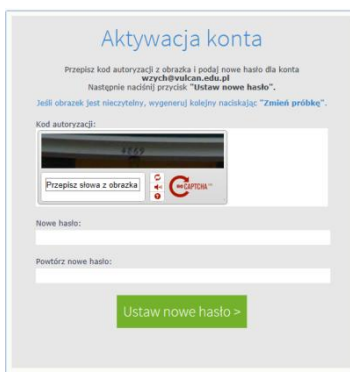 Aktywacja konta
Przepisz kod autoryzacji z obrazka i podaj nowe hasło dla konta
wzych@vulcan.edu.pl
Następnie naciśnij przycisk "Ustaw nowe hasło".
Jeśli obrazek jest nieczytelny, wygeneruj kolejny naciskając "Zmień próbkę".
Kod autoryzacji:
Przepisz słowa z obrazka
reCAPTCHA™
Nowe hasło:
Powtórz nowe hasło:
Ustaw nowe hasło >